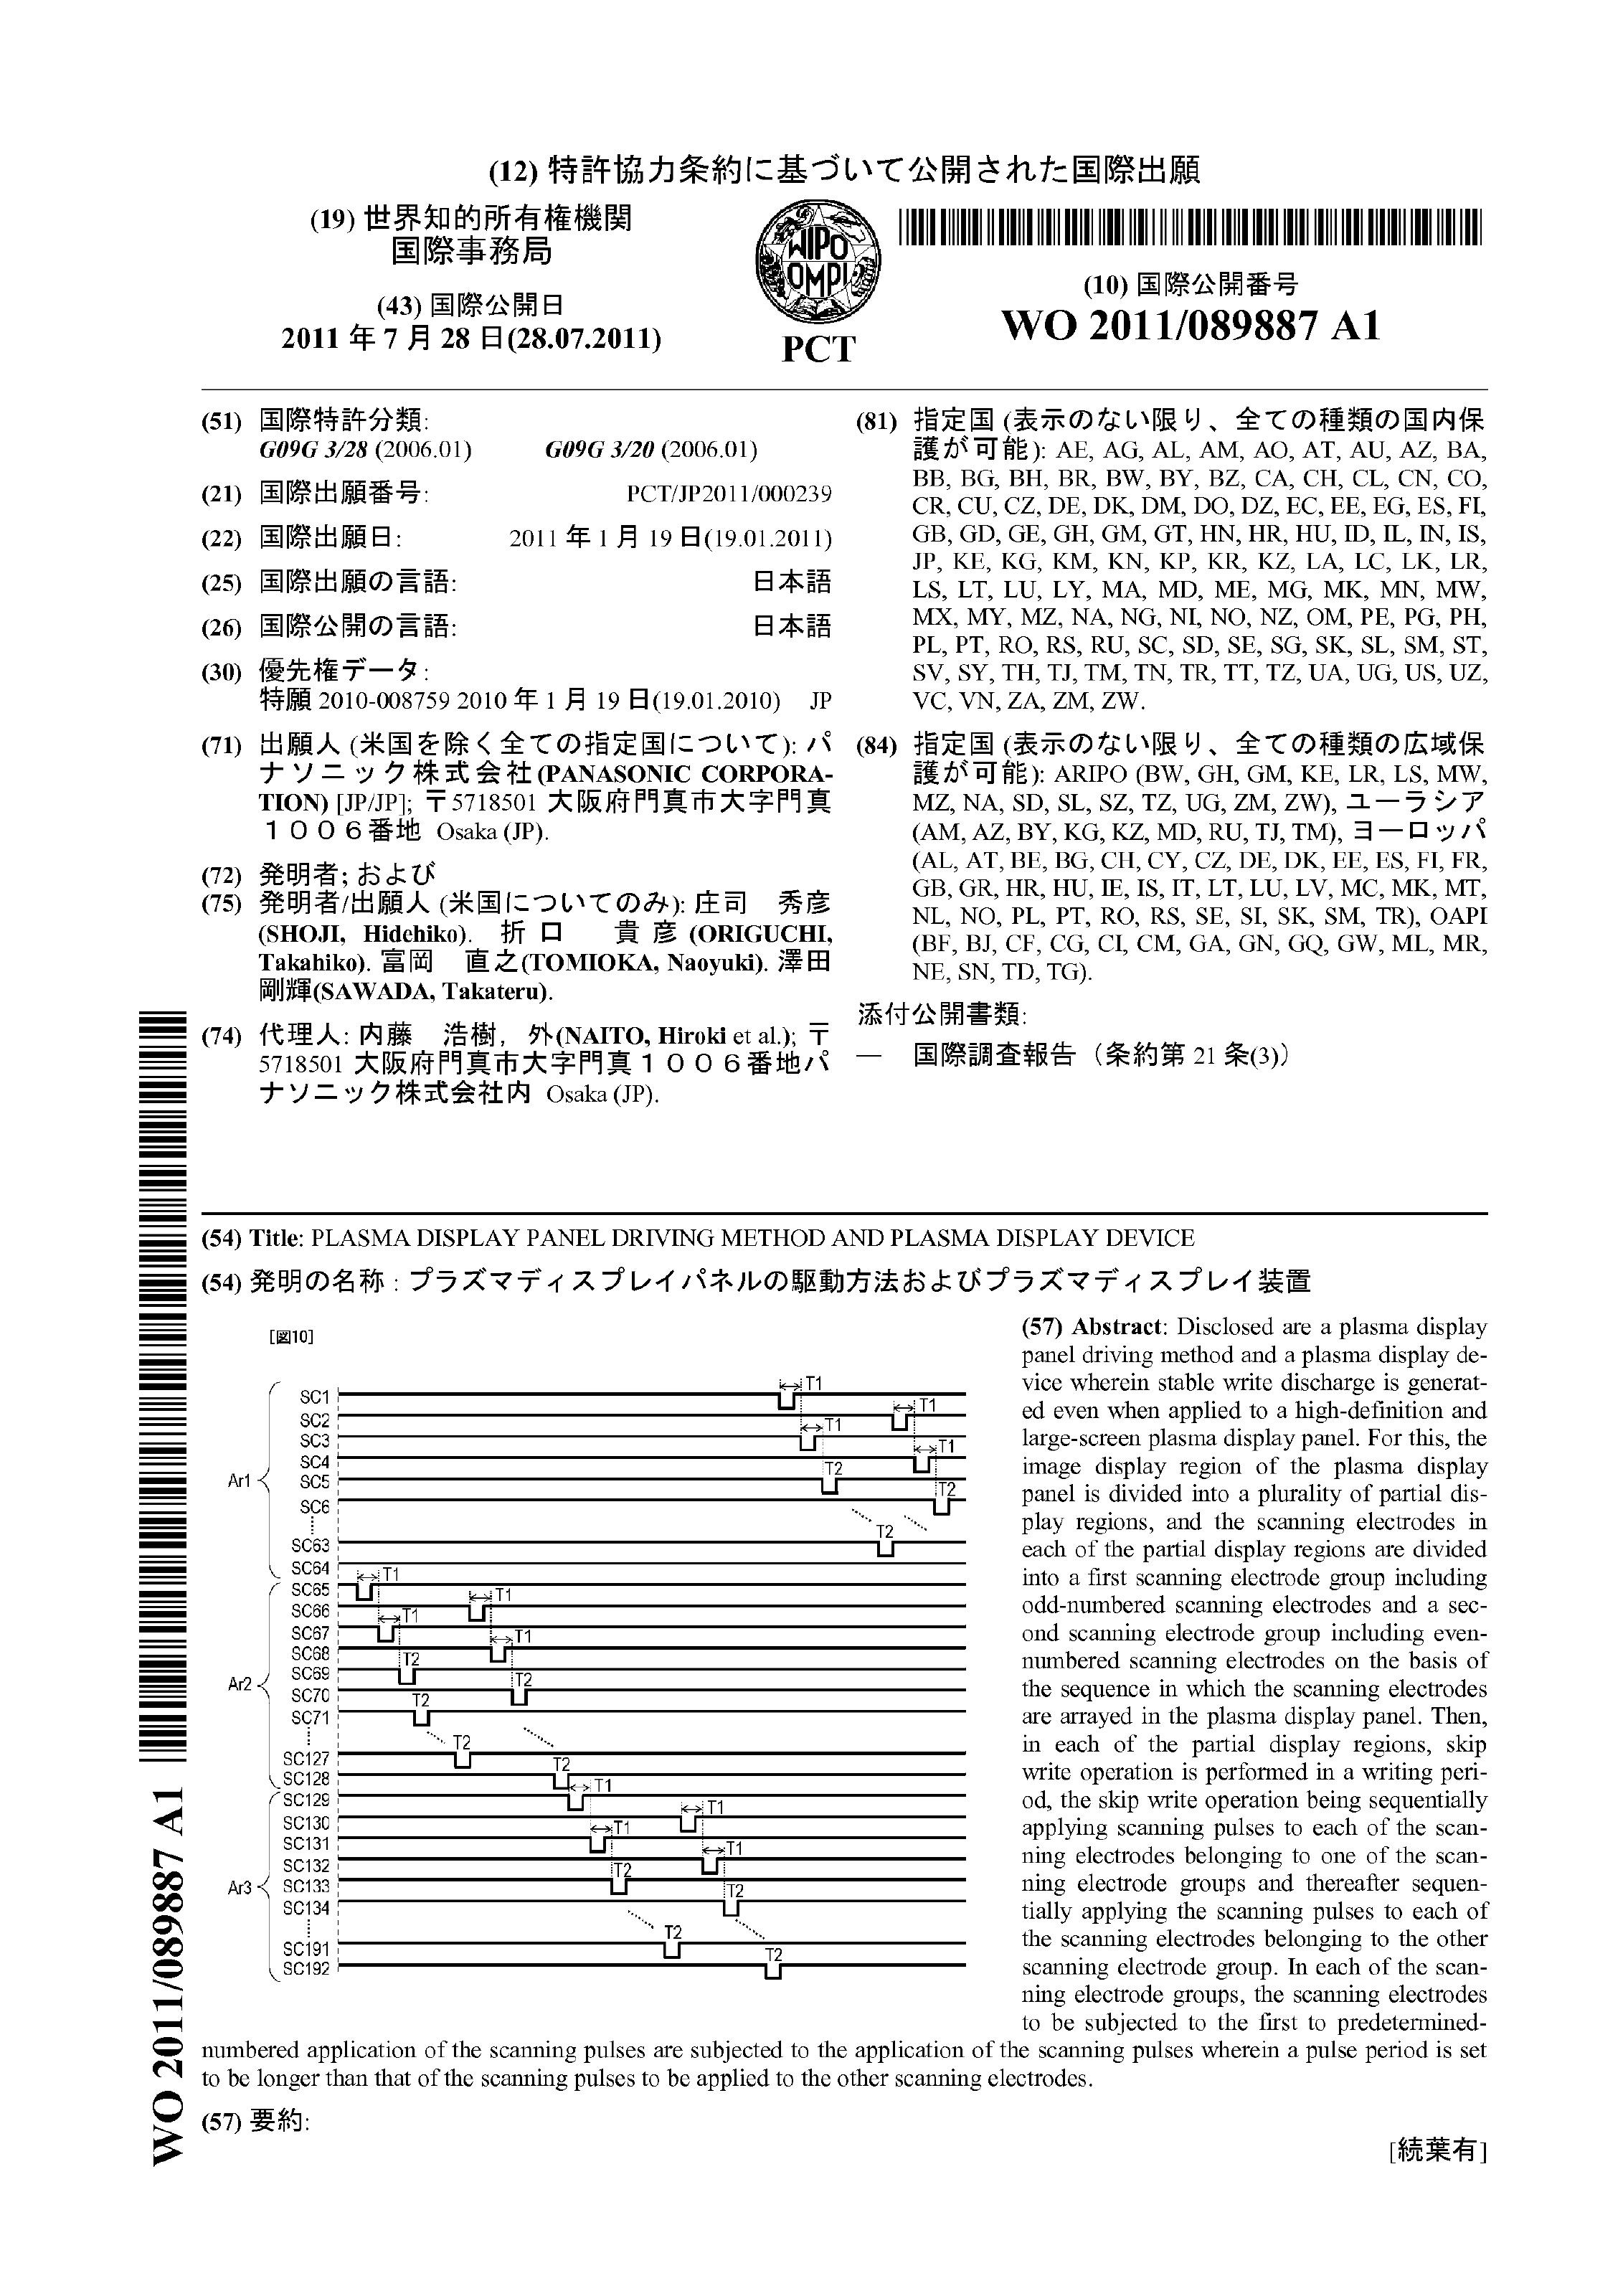 (12) 特許協力条約に基づいて公開された国際出願
(19) 世界知的所有権機関
国際事務局
(43) 国際公開日
2011 年 7 月 28 日(28.07.2011)
WIPO
OMPI
PCT
(10) 国際公開番号
WO 2011/089887 A1
(51) 国際特許分類:
G09G 3/28 (2006.01) G09G 3/20 (2006.01)
(21) 国際出願番号: PCT/JP2011/000239
(22) 国際出願日: 2011 年 1 月 19 日(19.01.2011)
(25) 国際出願の言語: 日本語
(26) 国際公開の言語: 日本語
(30) 優先権データ:
特願 2010-008759 2010 年 1 月 19 日(19.01.2010) JP
(71) 出願人 (米国を除く全ての指定国について): パ
ナソニック株式会社(PANASONIC CORPORA-
TION) [JP/JP]; 〒5718501 大阪府門真市大字門真
１００６番地 Osaka (JP).
(72) 発明者; および
(75) 発明者/出願人 (米国についてのみ): 庄司 秀彦
(SHOJI, Hidehiko). 折口 貴彦(ORIGUCHI,
Takahiko). 富岡 直之(TOMIOKA, Naoyuki). 澤田
剛輝(SAWADA, Takateru).
(74) 代理人: 内藤 浩樹, 外(NAITO, Hiroki et al.); 〒
5718501 大阪府門真市大字門真１００６番地パ
ナソニック株式会社内 Osaka (JP).
(81) 指定国 (表示のない限り、全ての種類の国内保
護が可能): AE, AG, AL, AM, AO, AT, AU, AZ, BA,
BB, BG, BH, BR, BW, BY, BZ, CA, CH, CL, CN, CO,
CR, CU, CZ, DE, DK, DM, DO, DZ, EC, EE, EG, ES, FI,
GB, GD, GE, GH, GM, GT, HN, HR, HU, ID, IL, IN, IS,
JP, KE, KG, KM, KN, KP, KR, KZ, LA, LC, LK, LR,
LS, LT, LU, LY, MA, MD, ME, MG, MK, MN, MW,
MX, MY, MZ, NA, NG, NI, NO, NZ, OM, PE, PG, PH,
PL, PT, RO, RS, RU, SC, SD, SE, SG, SK, SL, SM, ST,
SV, SY, TH, TJ, TM, TN, TR, TT, TZ, UA, UG, US, UZ,
VC, VN, ZA, ZM, ZW.
(84) 指定国 (表示のない限り、全ての種類の広域保
護が可能): ARIPO (BW, GH, GM, KE, LR, LS, MW,
MZ, NA, SD, SL, SZ, TZ, UG, ZM, ZW), ユーラシア
(AM, AZ, BY, KG, KZ, MD, RU, TJ, TM), ヨーロッパ
(AL, AT, BE, BG, CH, CY, CZ, DE, DK, EE, ES, FI, FR,
GB, GR, HR, HU, IE, IS, IT, LT, LU, LV, MC, MK, MT,
NL, NO, PL, PT, RO, RS, SE, SI, SK, SM, TR), OAPI
(BF, BJ, CF, CG, CI, CM, GA, GN, GQ, GW, ML, MR,
NE, SN, TD, TG).
添付公開書類:
— 国際調査報告 (条約第 21 条(3))
(54) Title: PLASMA DISPLAY PANEL DRIVING METHOD AND PLASMA DISPLAY DEVICE
(54) 発明の名称 : プラズマディスプレイパネルの駆動方法およびプラズマディスプレイ装置
[図10]
SC1 T1
SC2 T1
SC3 T1
SC4 T1
Ar1
SC5 T2
SC6 T2
SC63 T2
SC64
SC65 T1
SC66 T1
SC67 T1
SC68 T1
Ar2
SC69 T2
SC70 T2
SC71 T2
SC127 T2
SC128 T2
SC129 T1
SC130 T1
SC131 T1
SC132 T1
Ar3
SC133 T2
SC134 T2
SC191 T2
SC192 T2
(57) Abstract: Disclosed are a plasma display
panel driving method and a plasma display de-
vice wherein stable write discharge is generat-
ed even when applied to a high-definition and
large-screen plasma display panel. For this, the
image display region of the plasma display
panel is divided into a plurality of partial dis-
play regions, and the scanning electrodes in
each of the partial display regions are divided
into a first scanning electrode group including
odd-numbered scanning electrodes and a sec-
ond scanning electrode group including even-
numbered scanning electrodes on the basis of
the sequence in which the scanning electrodes
are arrayed in the plasma display panel. Then,
in each of the partial display regions, skip
write operation is performed in a writing peri-
od, the skip write operation being sequentially
applying scanning pulses to each of the scan-
ning electrodes belonging to one of the scan-
ning electrode groups and thereafter sequen-
tially applying the scanning pulses to each of
the scanning electrodes belonging to the other
scanning electrode group. In each of the scan-
ning electrode groups, the scanning electrodes
to be subjected to the first to predetermined-
numbered application of the scanning pulses are subjected to the application of the scanning pulses wherein a pulse period is set
to be longer than that of the scanning pulses to be applied to the other scanning electrodes.
(57) 要約:
[続葉有]
WO 2011/089887 A1